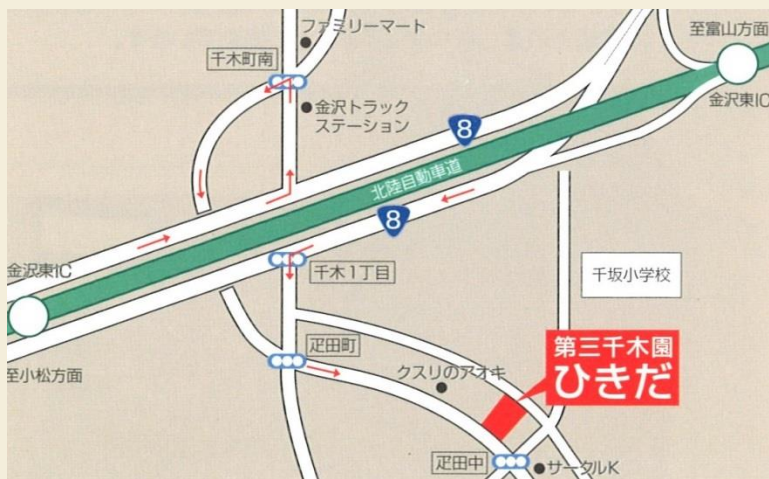 ファミリーマート
至富山方面
千木町南
金沢東IC
金沢トラック
ステーション
8
北陸自動車道
8
金沢東IC
千木1丁目
千坂小学校
疋田町
第三千木園
至小松方面
クスリのアオキ
ひきだ
疋田中
サークルK